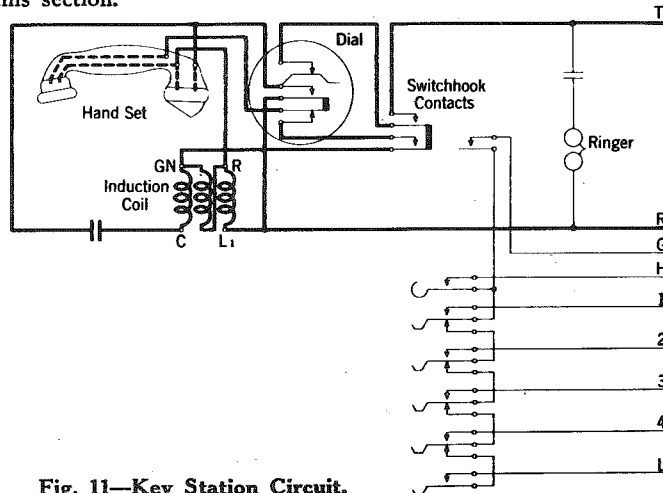 this section.
T
Dial
Switchhook
Contacts
Hand Set
Ringer
GN
R
Induction
Coil
C
L1
R
G
H
1
2
3
4
L
Fig. 11—Key Station Circuit.